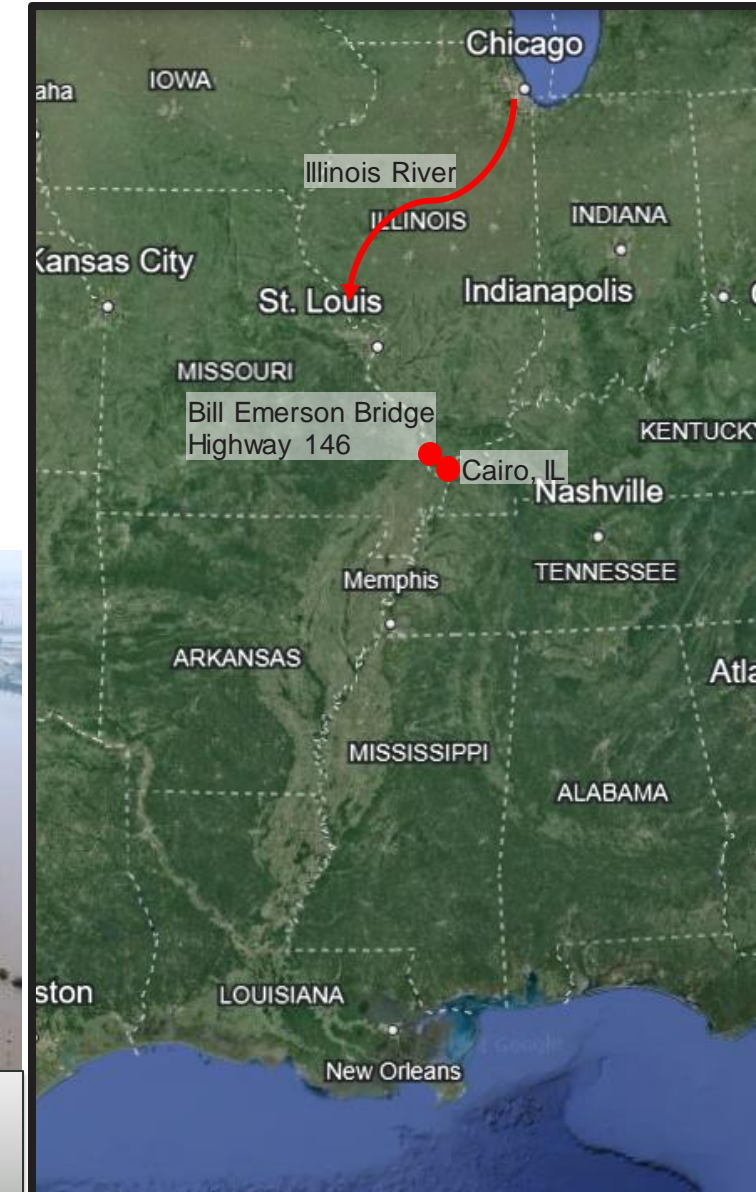 Chicago
IOWA
aha
Illinois River
ILLINOIS
INDIANA
Kansas City
St. Louis
Indianapolis
MISSOURI
Bill Emerson Bridge
Highway 146
KENTUCKY
Cairo, IL
Nashville
Memphis
TENNESSEE
ARKANSAS
Atla
MISSISSIPPI
ALABAMA
ston
LOUISIANA
Google
New Orleans